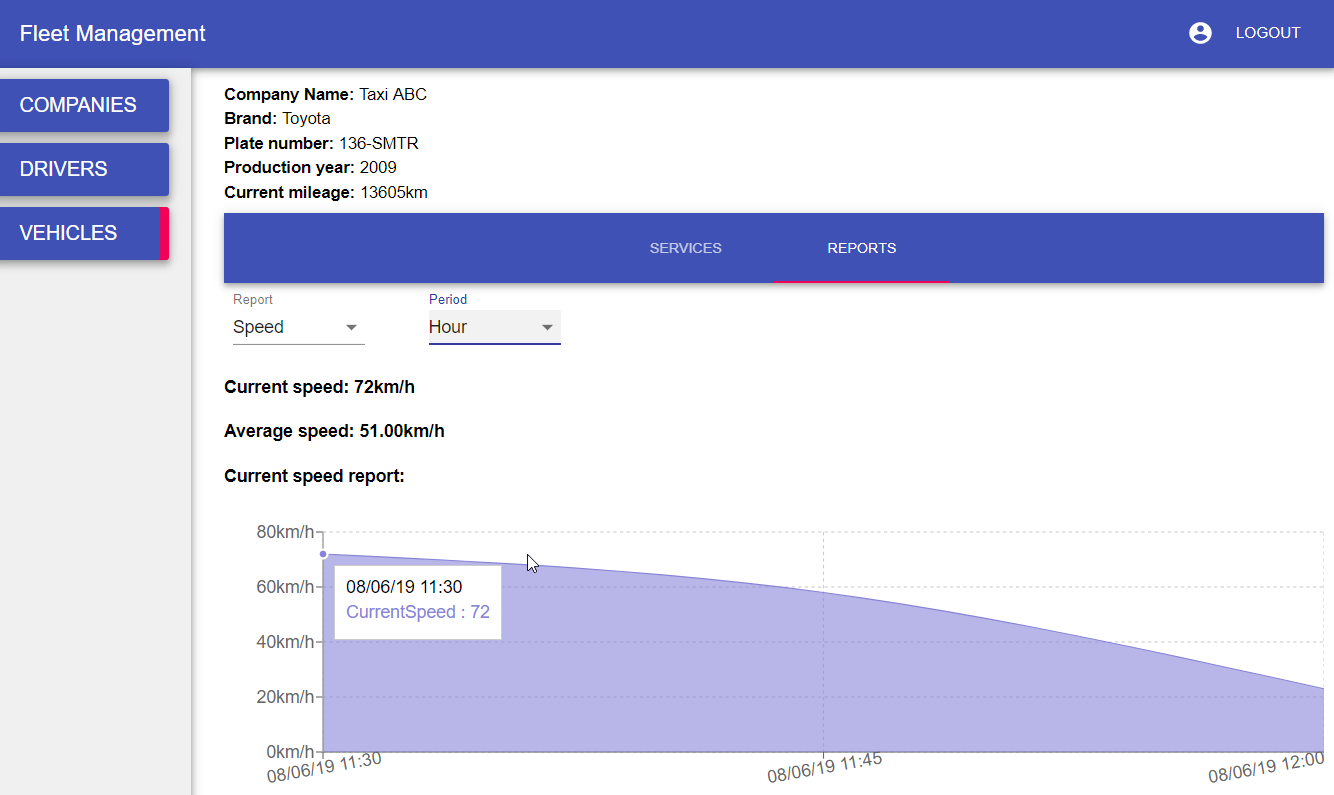 Fleet Management
LOGOUT
COMPANIES
DRIVERS
VEHICLES
Company Name: Taxi ABC
Brand: Toyota
Plate number: 136-SMTR
Production year: 2009
Current mileage: 13605km
SERVICES REPORTS
Report Period
Speed Hour
Current speed: 72km/h
Average speed: 51.00km/h
Current speed report:
80km/h
60km/h
40km/h
20km/h
0km/h
08/06/19 11:30
CurrentSpeed : 72
08/06/19 11:30 08/06/19 11:45 08/06/19 12:00